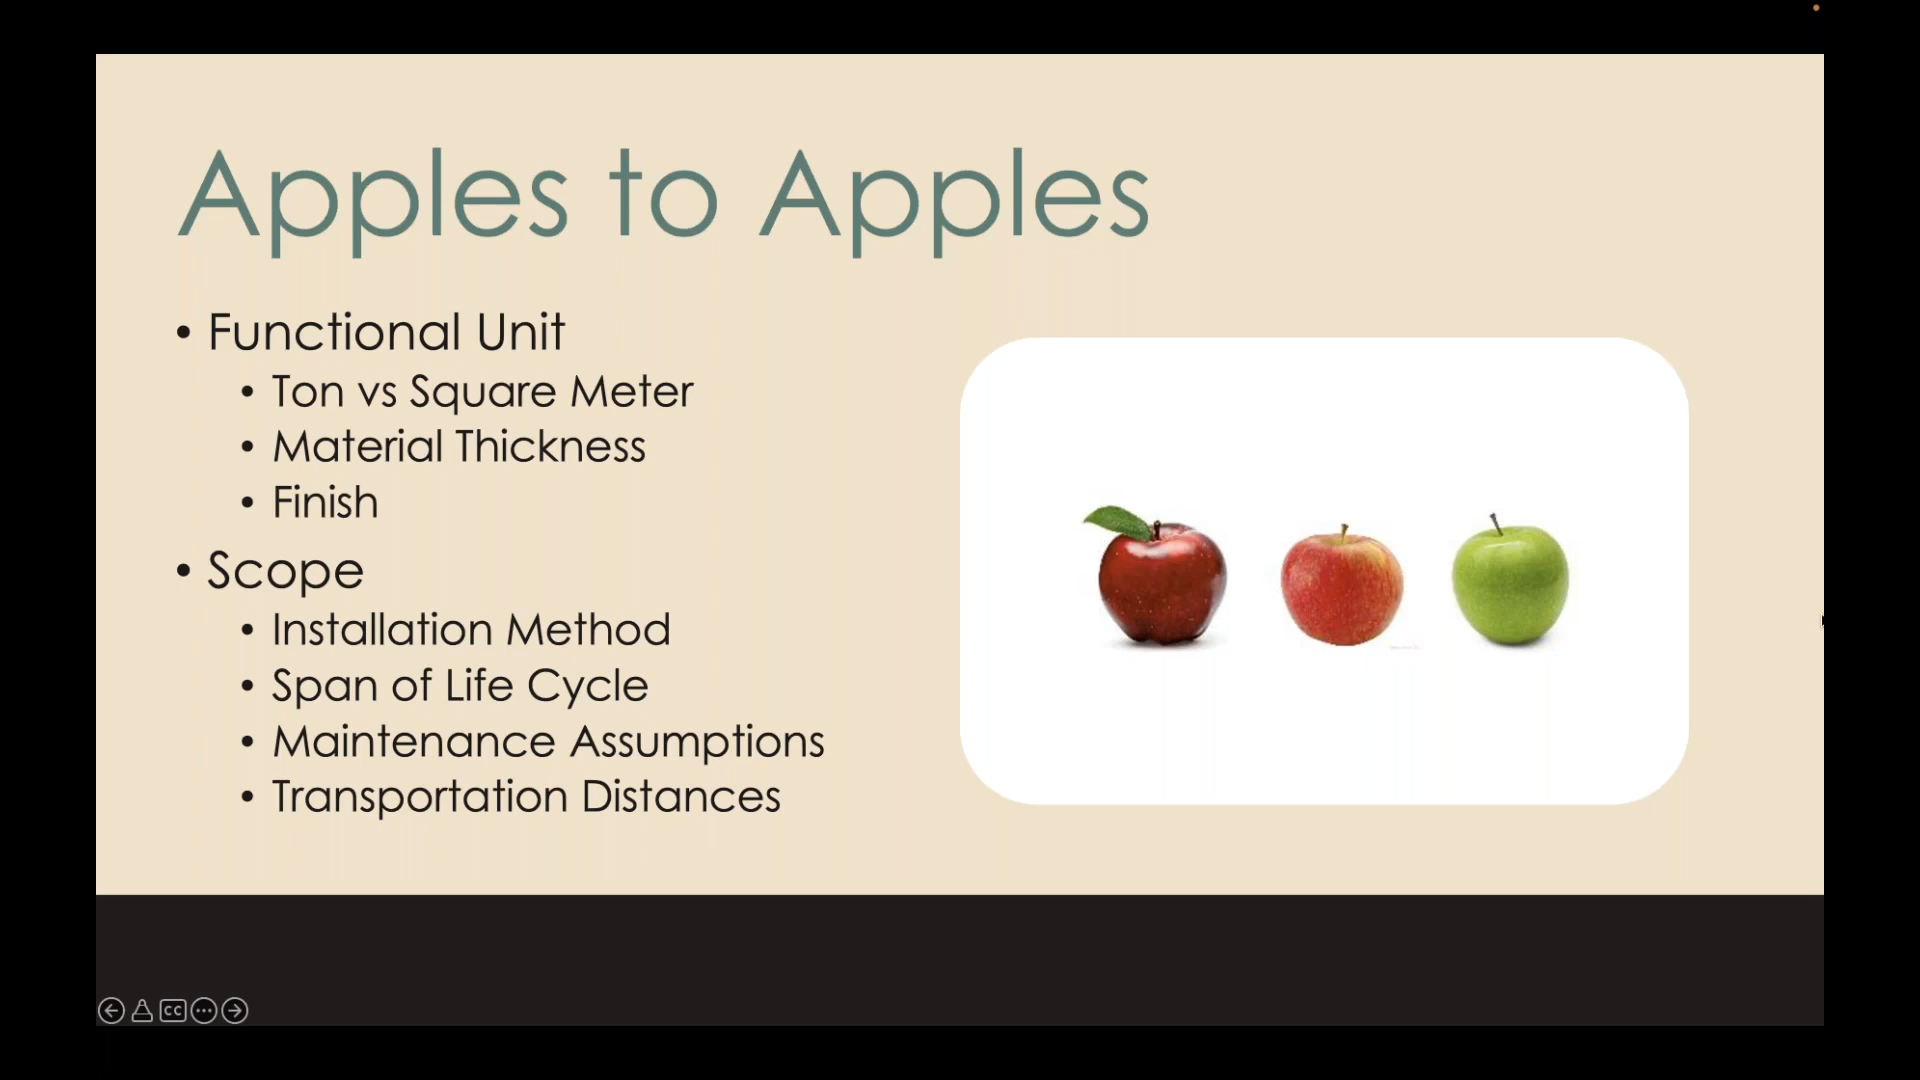 Apples to Apples
• Functional Unit
• Ton vs Square Meter
• Material Thickness
• Finish
• Scope
• Installation Method
• Span of Life Cycle
• Maintenance Assumptions
• Transportation Distances
CC